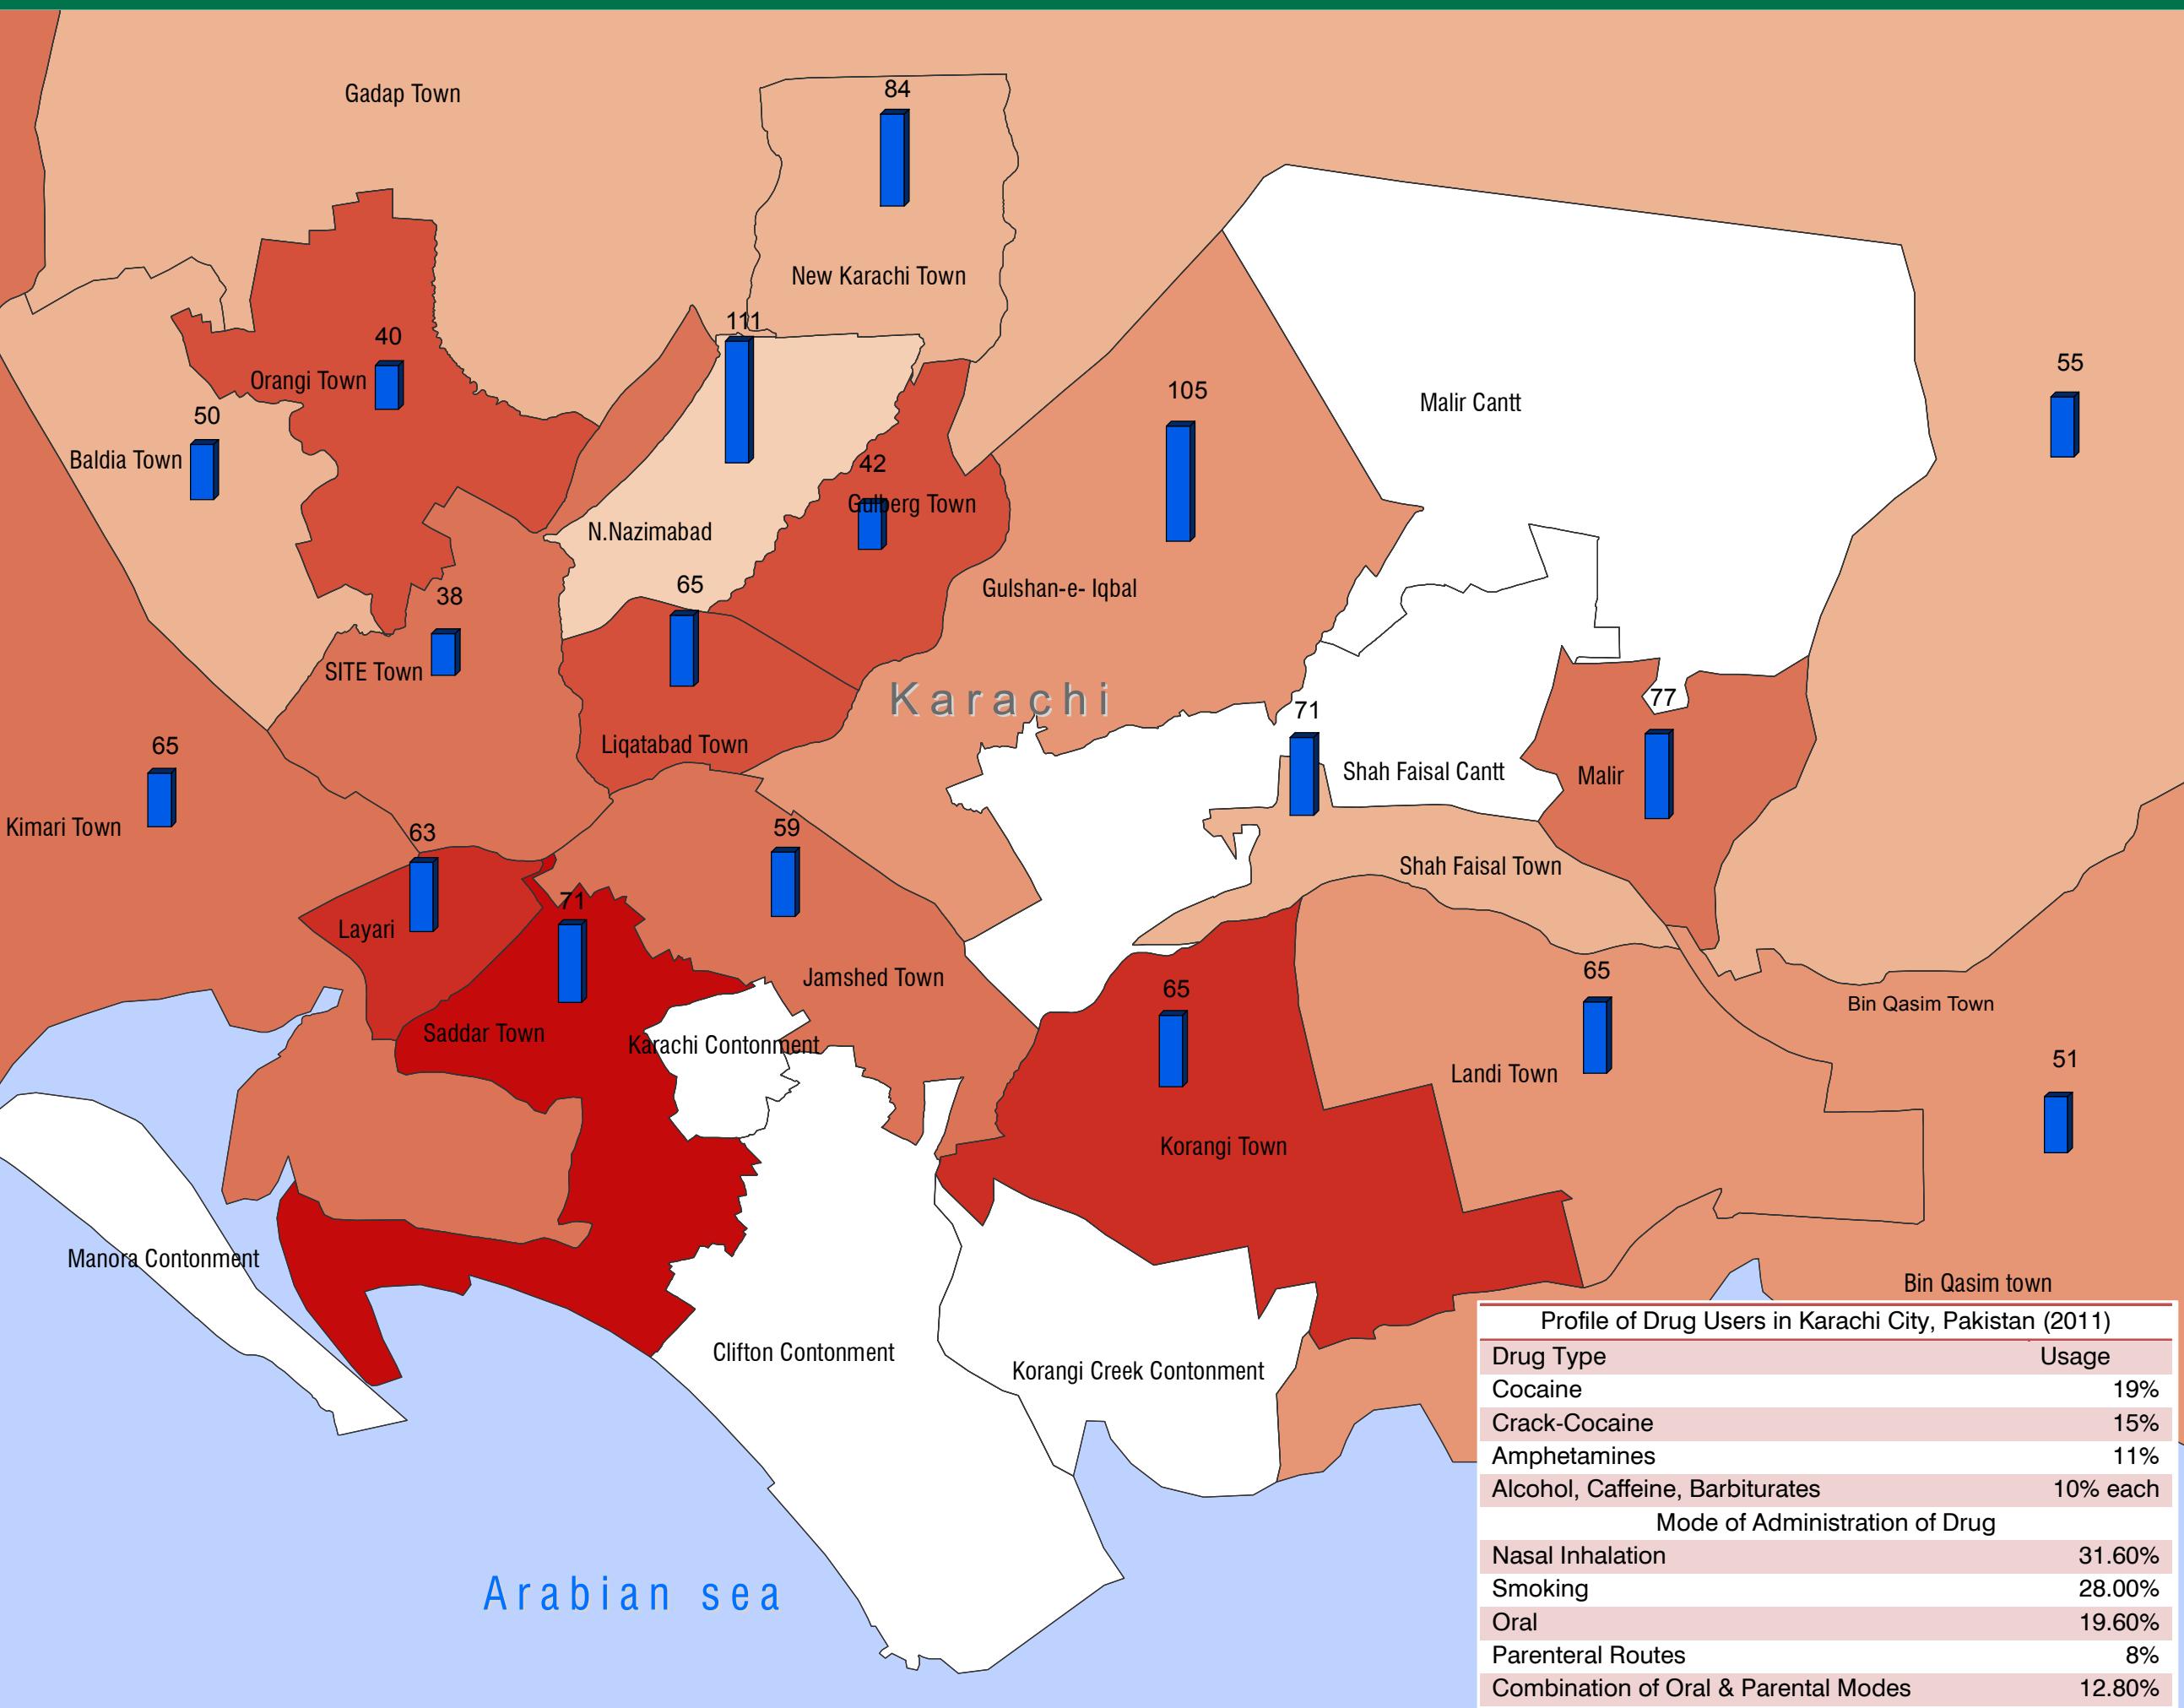 Gadap Town
84
New Karachi Town
111
40
Orangi Town
50
Baldia Town
105
Malir Cantt
55
42
Gulberg Town
N.Nazimabad
65
Gulshan-e- Iqbal
38
SITE Town
Karachi
71
77
Liqatabad Town
Shah Faisal Cantt
Malir
65
Kimari Town
63
59
Shah Faisal Town
71
Layari
Jamshed Town
65
65
Bin Qasim Town
Saddar Town
Karachi Contonment
Landi Town
51
Korangi Town
Manora Contonment
Bin Qasim town
Clifton Contonment
Korangi Creek Contonment
Arabian sea
Profile of Drug Users in Karachi City, Pakistan (2011)
Drug Type Usage
Cocaine 19%
Crack-Cocaine 15%
Amphetamines 11%
Alcohol, Caffeine, Barbiturates 10% each
Mode of Administration of Drug
Nasal Inhalation 31.60%
Smoking 28.00%
Oral 19.60%
Parenteral Routes 8%
Combination of Oral & Parental Modes 12.80%